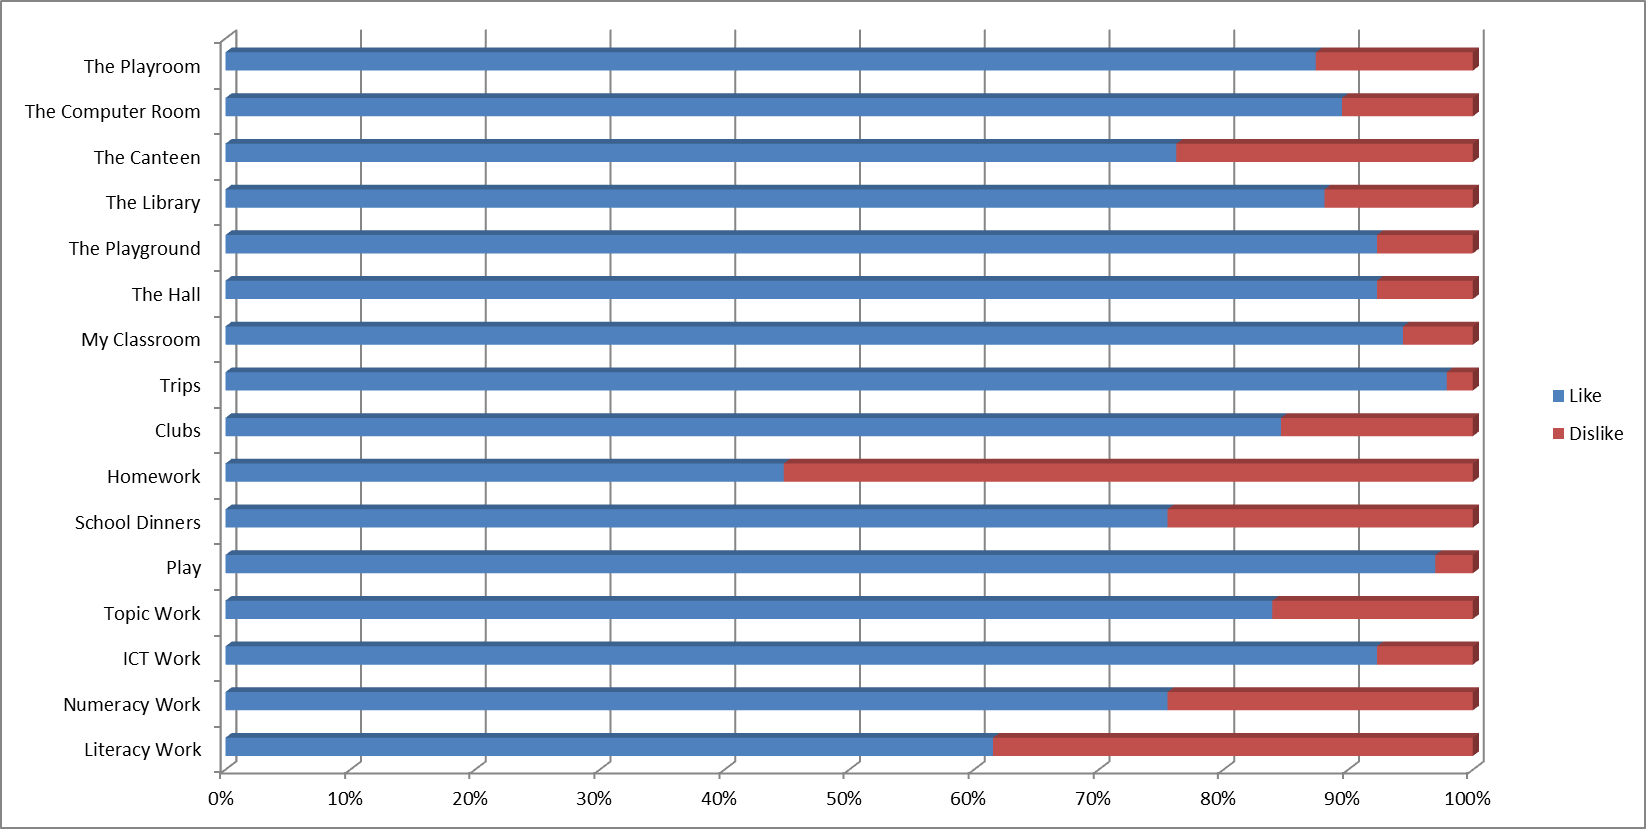 The Playroom
The Computer Room
The Canteen
The Library
The Playground
The Hall
My Classroom
Trips
Clubs
Homework
School Dinners
Play
Topic Work
ICT Work
Numeracy Work
Literacy Work
0% 10% 20% 30% 40% 50% 60% 70% 80% 90% 100%
Like
Dislike